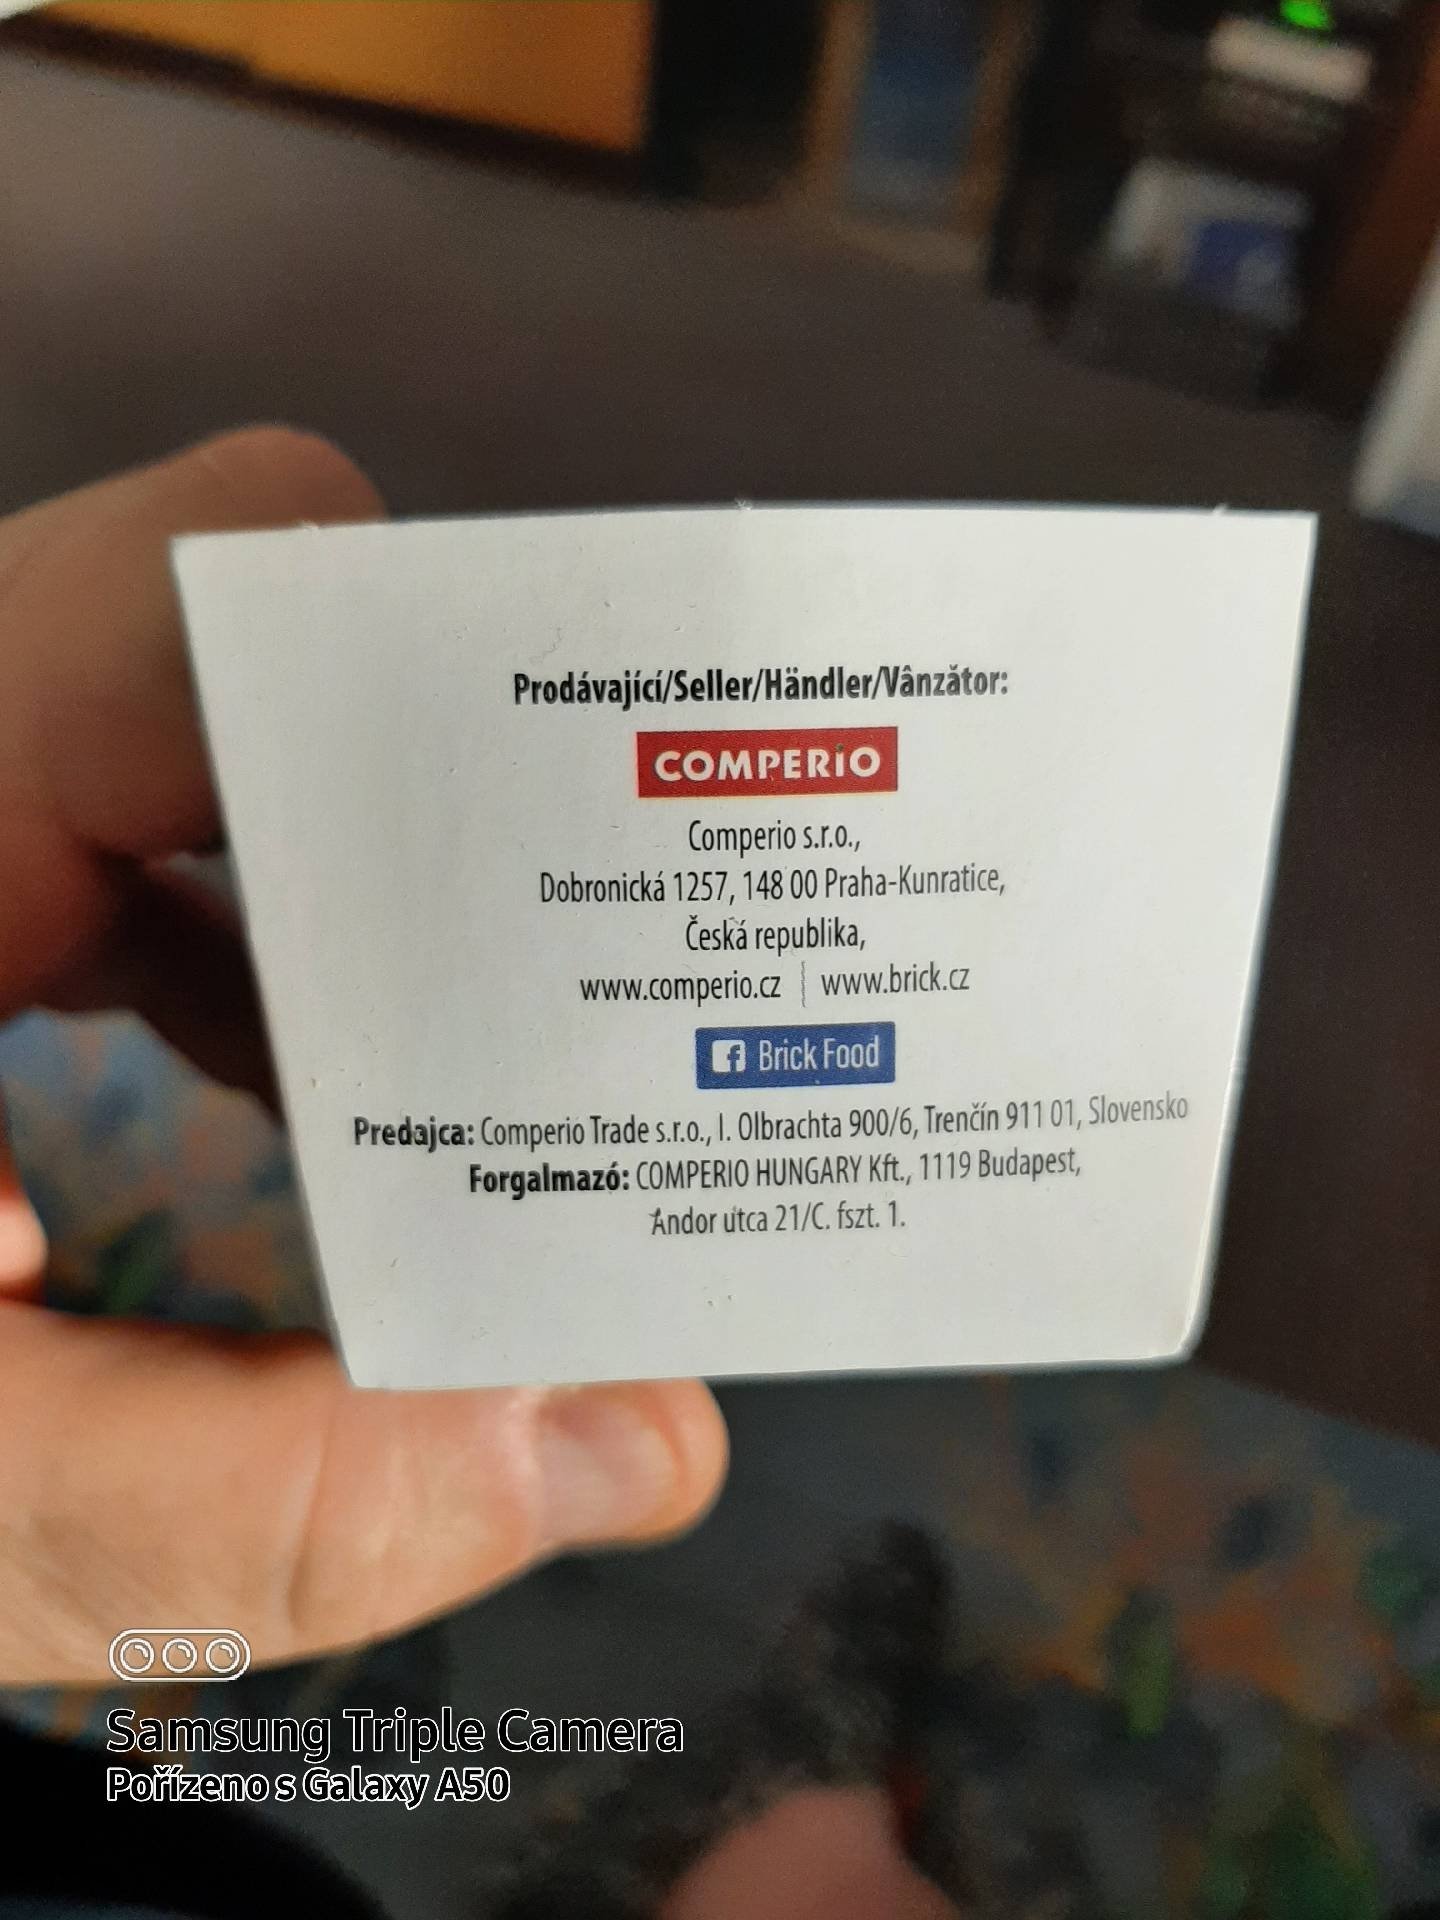 Prodávající/Seller/Händler/Vânzător:
COMPERiO
Comperio s.r.o.,
Dobronická 1257, 148 00 Praha-Kunratice,
Česká republika,
www.comperio.cz | www.brick.cz
f Brick Food
Predajca: Comperio Trade s.r.o., I. Olbrachta 900/6, Trenčín 911 01, Slovensko
Forgalmazó: COMPERIO HUNGARY Kft., 1119 Budapest,
Andor utca 21/C. fszt. 1.
Samsung Triple Camera
Pořízeno s Galaxy A50